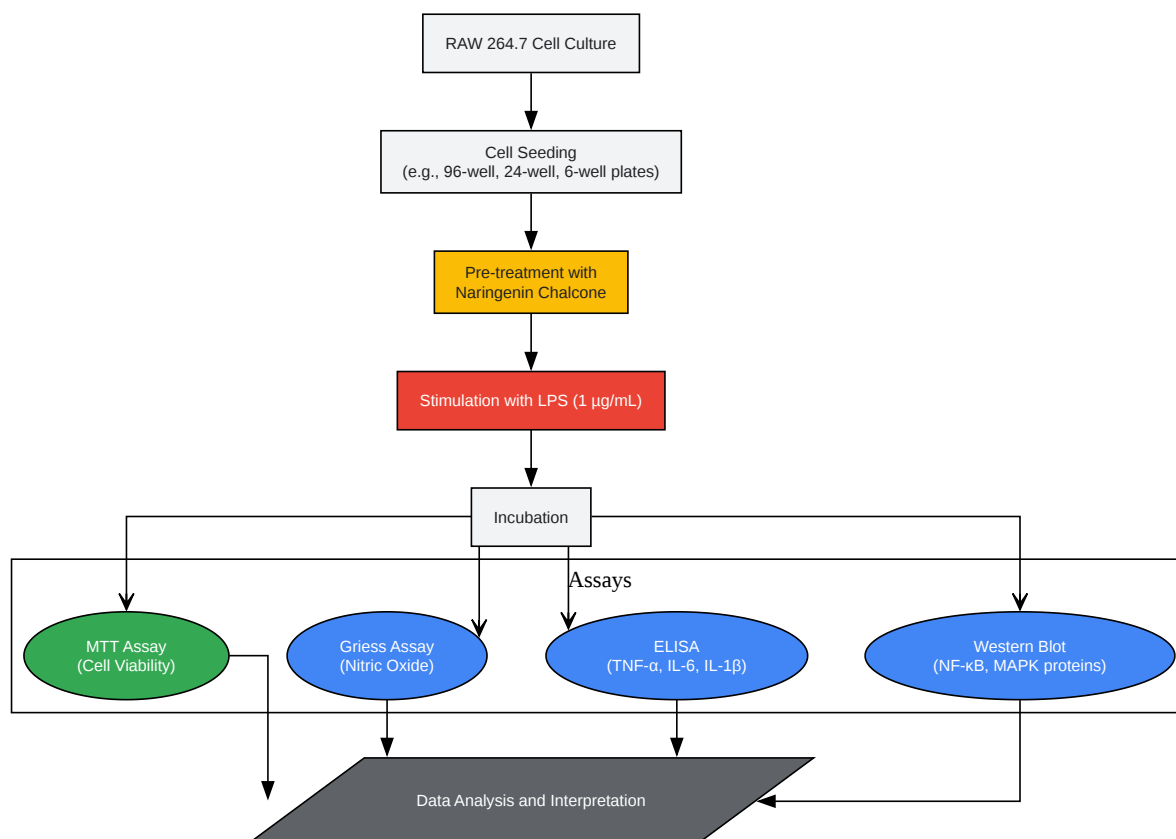 RAW 264.7 Cell Culture
Cell Seeding
(e.g., 96-well, 24-well, 6-well plates)
Pre-treatment with
Naringenin Chalcone
Stimulation with LPS (1 µg/mL)
Incubation
Assays
MTT Assay
(Cell Viability)
Griess Assay
(Nitric Oxide)
ELISA
(TNF-α, IL-6, IL-1β)
Western Blot
(NF-κB, MAPK proteins)
Data Analysis and Interpretation